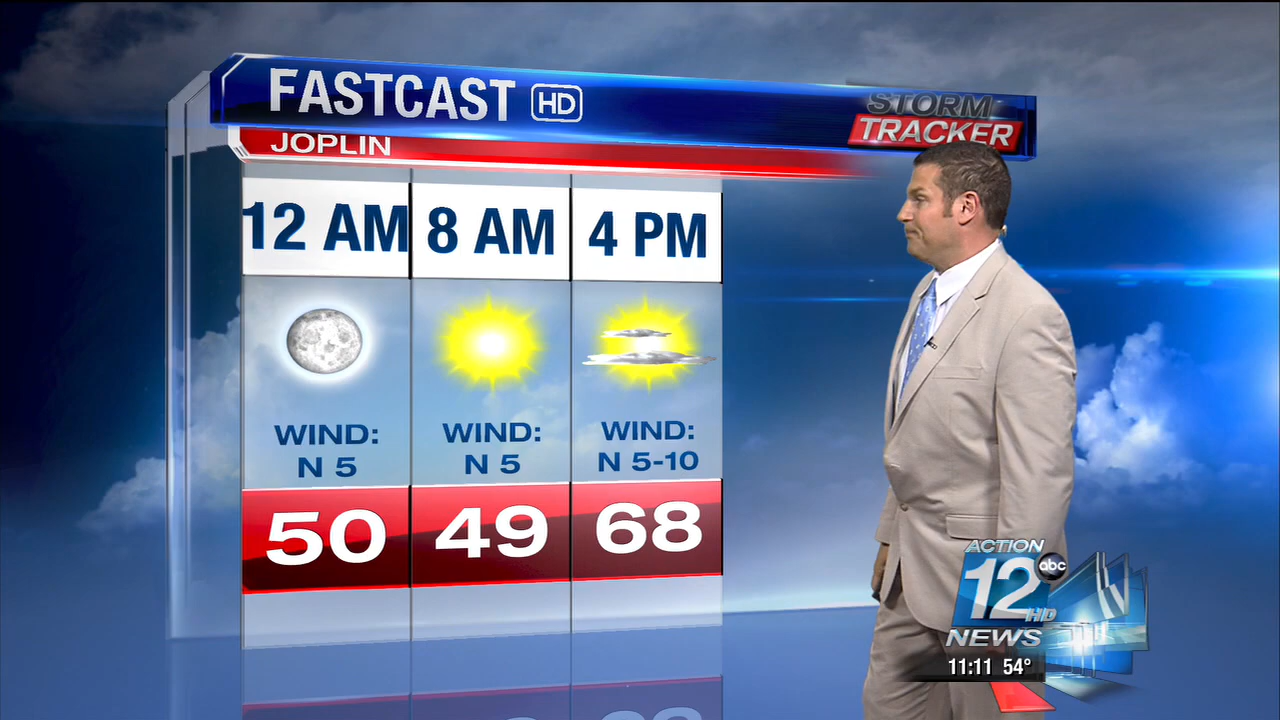 FASTCAST HD
STORM
TRACKER
JOPLIN
12 AM
8 AM
4 PM
WIND:
N 5
WIND:
N 5
WIND:
N 5-10
50
49
68
ACTION
abc
12
HD
NEWS
11:11 54°